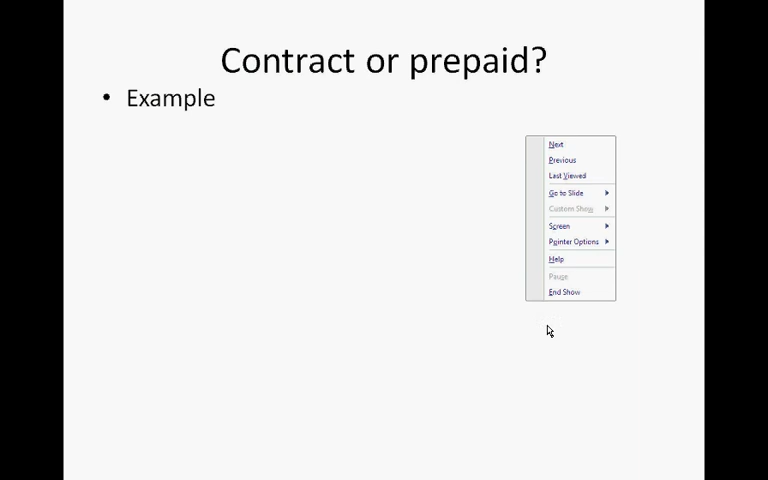 Contract or prepaid?
• Example
Next
Previous
Last Viewed
Go to Slide
Custom Show
Screen
Pointer Options
Help
Pause
End Show